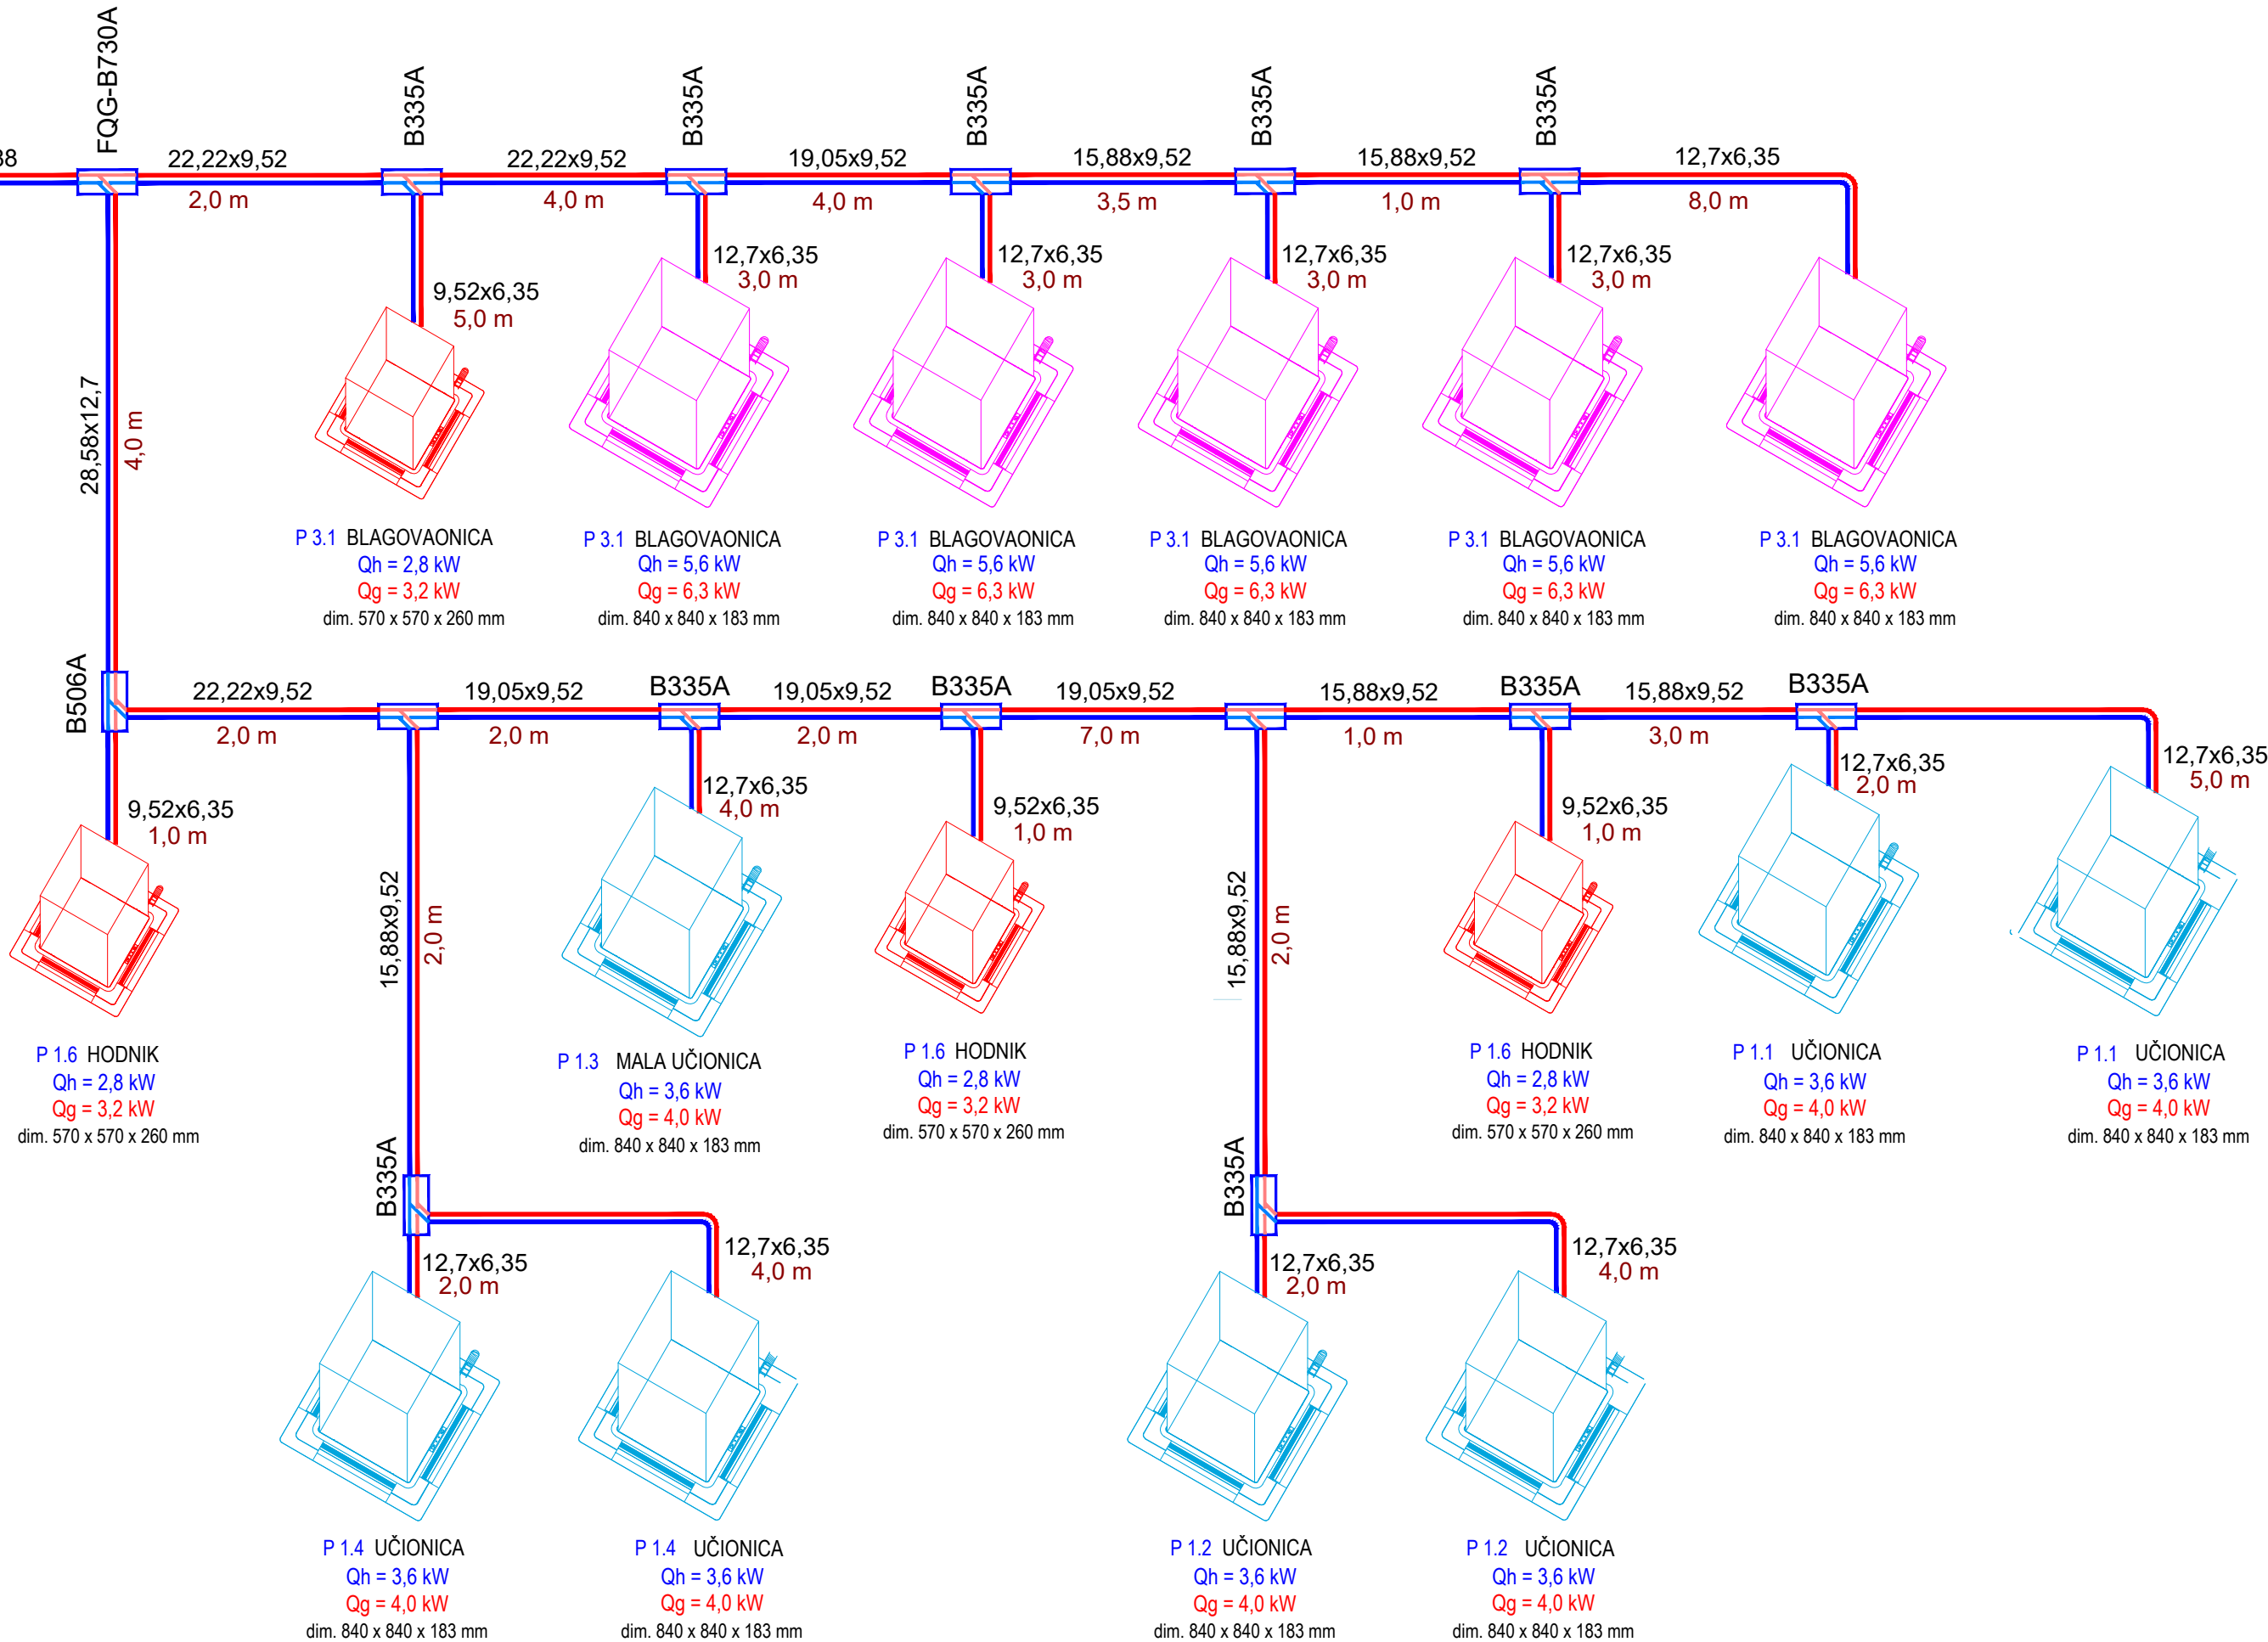 FQG-B730A
B335A
B335A
B335A
B335A
B335A
38
22,22x9,52
22,22x9,52
19,05x9,52
15,88x9,52
15,88x9,52
12,7x6,35
2,0 m
4,0 m
4,0 m
3,5 m
1,0 m
8,0 m
9,52x6,35
5,0 m
12,7x6,35
3,0 m
12,7x6,35
3,0 m
12,7x6,35
3,0 m
12,7x6,35
3,0 m
28,58x12,7
4,0 m
P 3.1 BLAGOVAONICA
Qh = 2,8 kW
Qg = 3,2 kW
dim. 570 x 570 x 260 mm
P 3.1 BLAGOVAONICA
Qh = 5,6 kW
Qg = 6,3 kW
dim. 840 x 840 x 183 mm
P 3.1 BLAGOVAONICA
Qh = 5,6 kW
Qg = 6,3 kW
dim. 840 x 840 x 183 mm
P 3.1 BLAGOVAONICA
Qh = 5,6 kW
Qg = 6,3 kW
dim. 840 x 840 x 183 mm
P 3.1 BLAGOVAONICA
Qh = 5,6 kW
Qg = 6,3 kW
dim. 840 x 840 x 183 mm
P 3.1 BLAGOVAONICA
Qh = 5,6 kW
Qg = 6,3 kW
dim. 840 x 840 x 183 mm
B506A
22,22x9,52
19,05x9,52
B335A
19,05x9,52
B335A
19,05x9,52
15,88x9,52
B335A
15,88x9,52
B335A
2,0 m
2,0 m
2,0 m
7,0 m
1,0 m
3,0 m
9,52x6,35
1,0 m
12,7x6,35
4,0 m
9,52x6,35
1,0 m
9,52x6,35
1,0 m
12,7x6,35
2,0 m
12,7x6,35
5,0 m
15,88x9,52
2,0 m
15,88x9,52
2,0 m
P 1.6 HODNIK
Qh = 2,8 kW
Qg = 3,2 kW
dim. 570 x 570 x 260 mm
P 1.3 MALA UČIONICA
Qh = 3,6 kW
Qg = 4,0 kW
dim. 840 x 840 x 183 mm
P 1.6 HODNIK
Qh = 2,8 kW
Qg = 3,2 kW
dim. 570 x 570 x 260 mm
P 1.6 HODNIK
Qh = 2,8 kW
Qg = 3,2 kW
dim. 570 x 570 x 260 mm
P 1.1 UČIONICA
Qh = 3,6 kW
Qg = 4,0 kW
dim. 840 x 840 x 183 mm
P 1.1 UČIONICA
Qh = 3,6 kW
Qg = 4,0 kW
dim. 840 x 840 x 183 mm
B335A
B335A
12,7x6,35
2,0 m
12,7x6,35
4,0 m
12,7x6,35
2,0 m
12,7x6,35
4,0 m
P 1.4 UČIONICA
Qh = 3,6 kW
Qg = 4,0 kW
dim. 840 x 840 x 183 mm
P 1.4 UČIONICA
Qh = 3,6 kW
Qg = 4,0 kW
dim. 840 x 840 x 183 mm
P 1.2 UČIONICA
Qh = 3,6 kW
Qg = 4,0 kW
dim. 840 x 840 x 183 mm
P 1.2 UČIONICA
Qh = 3,6 kW
Qg = 4,0 kW
dim. 840 x 840 x 183 mm